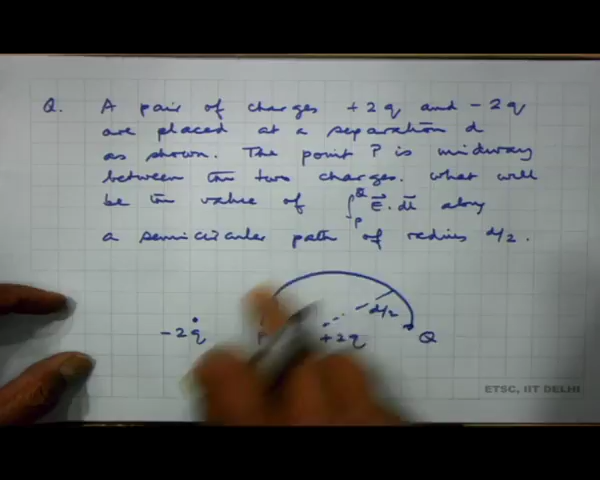 Q. A pair of charges +2q and -2q
are placed at a separation d
as shown. The point P is midway
between the two charges. What will
be the value of ∫_P^Q E⃗.dl⃗ along
a semicircular path of radius d/2.
d/2
-2q +2q Q
ETSC, IIT DELHI